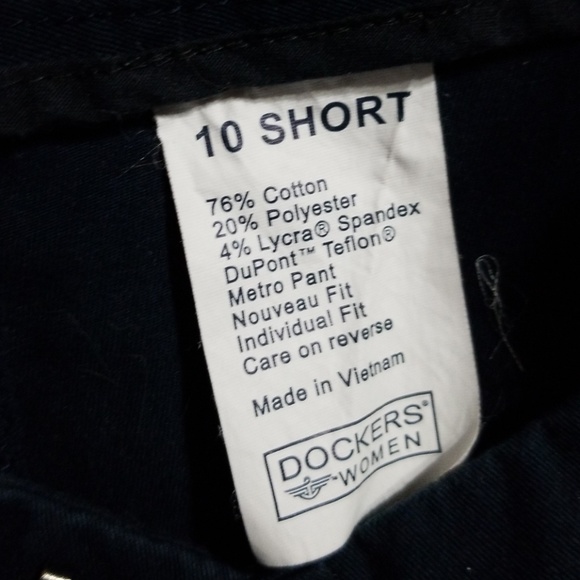 10 SHORT
76% Cotton
20% Polyester
4% Lycra® Spandex
DuPont™ Teflon®
Metro Pant
Nouveau Fit
Individual Fit
Care on reverse
Made in Vietnam
DOCKERS®
WOMEN